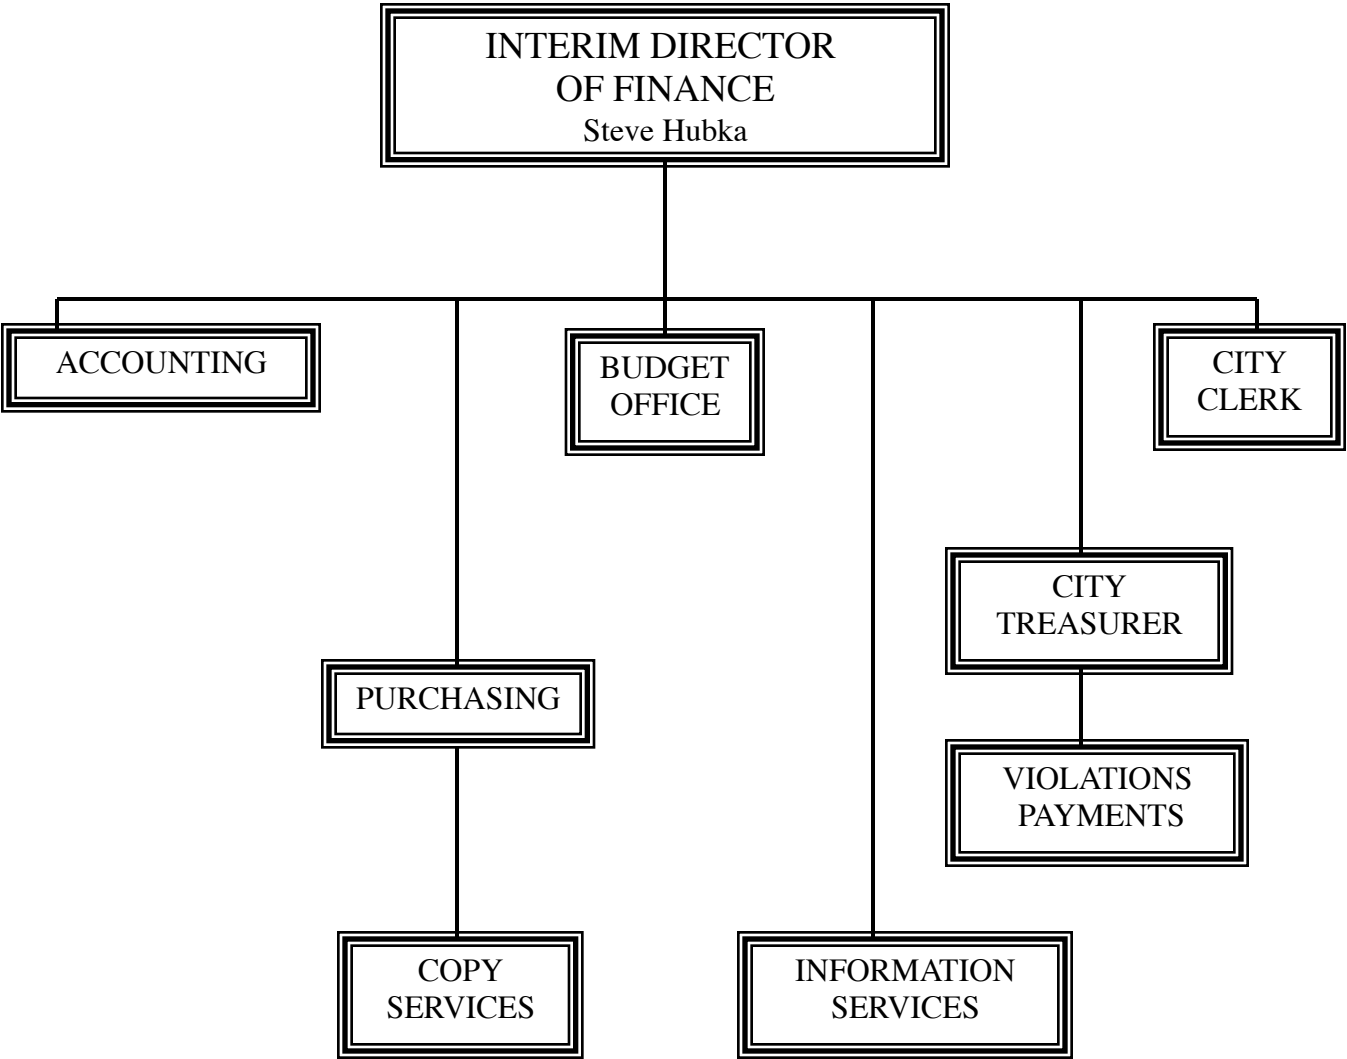 INTERIM DIRECTOR
OF FINANCE
Steve Hubka
ACCOUNTING
BUDGET
OFFICE
CITY
CLERK
CITY
TREASURER
PURCHASING
VIOLATIONS
PAYMENTS
COPY
SERVICES
INFORMATION
SERVICES